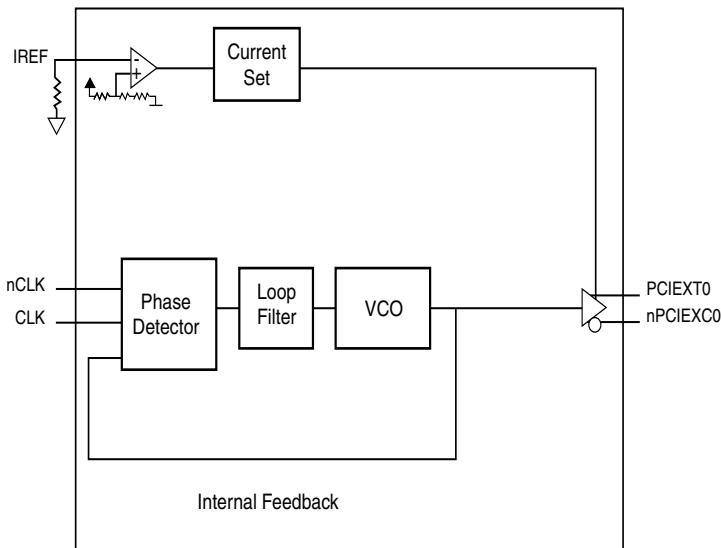 IREF
-
+
Current
Set
nCLK
CLK
Phase
Detector
Loop
Filter
VCO
PCIEXT0
nPCIEXC0
Internal Feedback